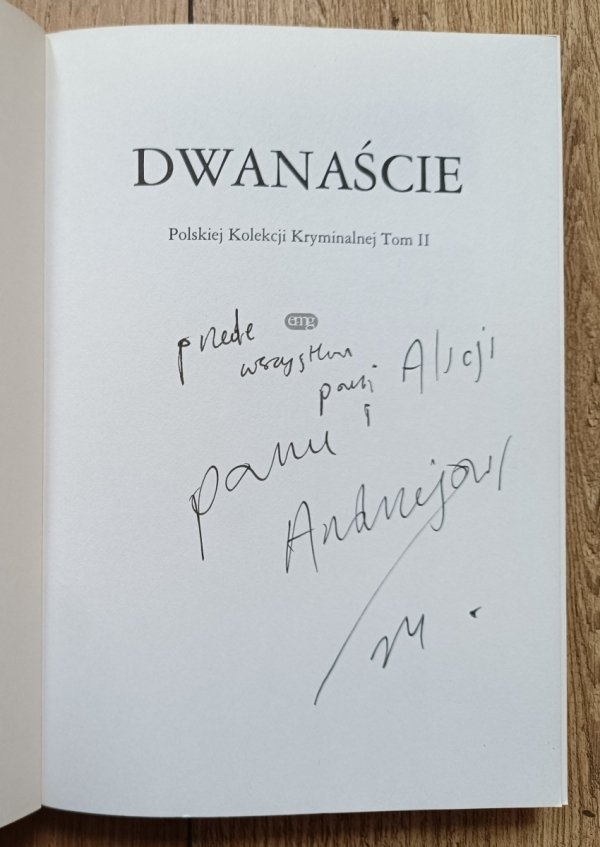 DWANAŚCIE
Polskiej Kolekcji Kryminalnej Tom II
emg
przede
wszystkim
pani Alicji
i
panu
Andrzejowi
M.